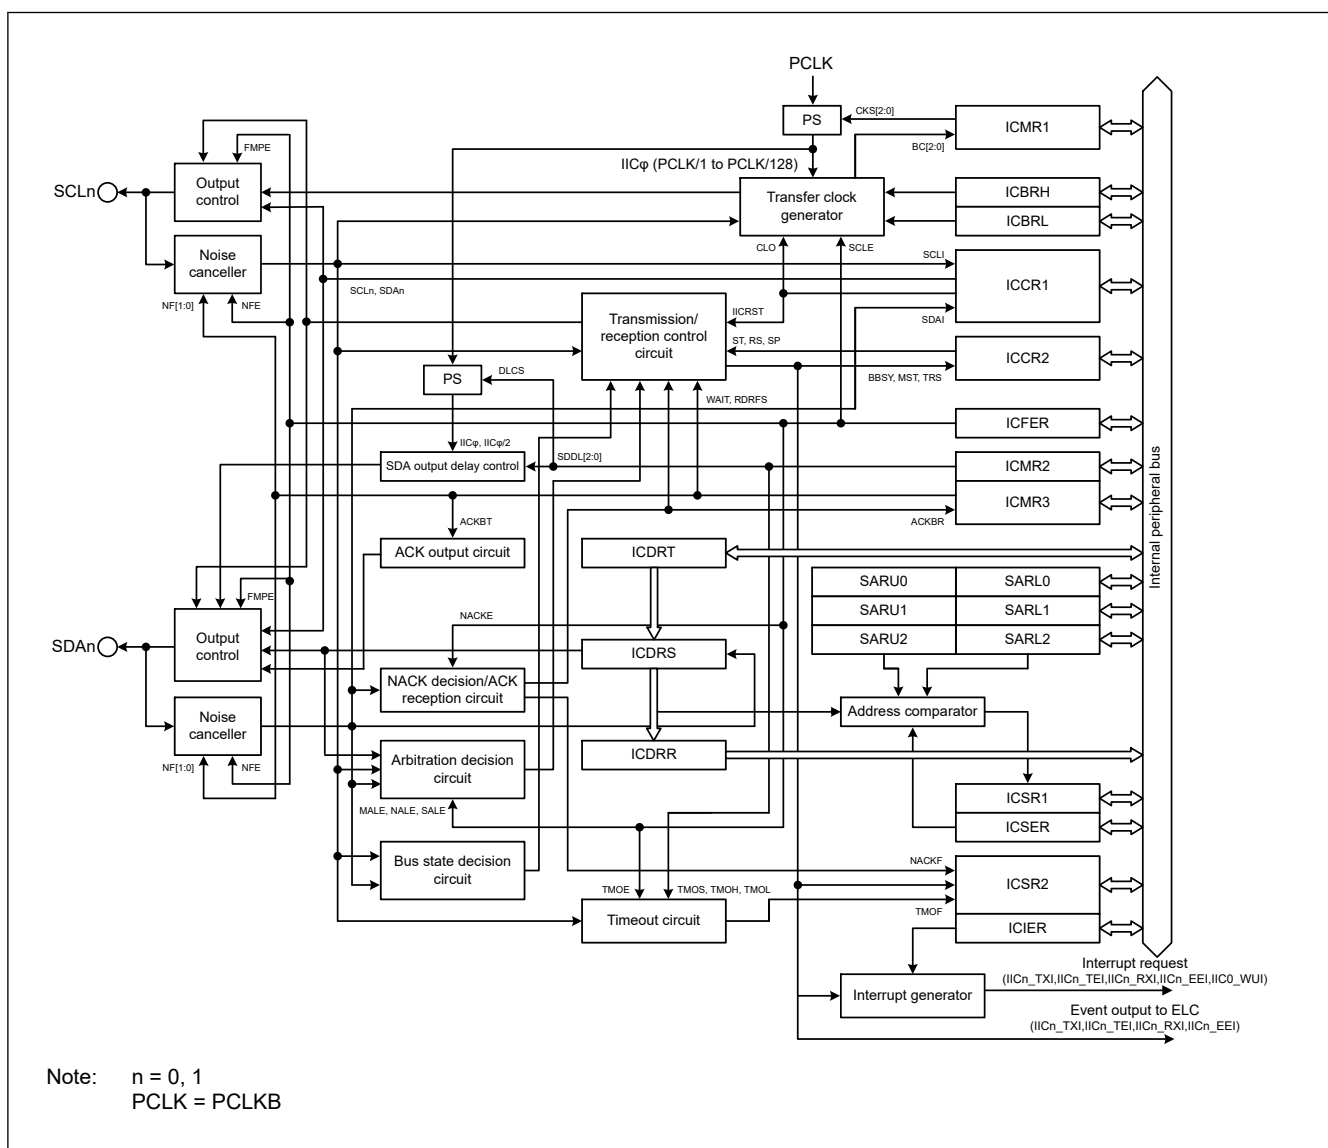 PCLK
PS
CKS[2:0]
ICMR1
BC[2:0]
FMPE
IICφ (PCLK/1 to PCLK/128)
SCLn
Output
control
Transfer clock
generator
ICBRH
ICBRL
Noise
canceller
CLO
SCLE
SCLI
NF[1:0]
NFE
SCLn, SDAn
ICCR1
Transmission/
reception control
circuit
IICRST
SDAI
ST, RS, SP
ICCR2
PS
DLCS
BBSY, MST, TRS
WAIT, RDRFS
ICFER
IICφ, IICφ/2
SDA output delay control
SDDL[2:0]
ICMR2
ICMR3
ACKBT
ACKBR
ACK output circuit
ICDRT
Internal peripheral bus
SARU0
SARL0
FMPE
SARU1
SARL1
NACKE
SDAn
Output
control
ICDRS
SARU2
SARL2
NACK decision/ACK
reception circuit
Noise
canceller
Address comparator
Arbitration decision
circuit
ICDRR
NF[1:0]
NFE
MALE, NALE, SALE
ICSR1
ICSER
Bus state decision
circuit
NACKF
ICSR2
TMOE
TMOS, TMOH, TMOL
TMOF
Timeout circuit
ICIER
Interrupt request
(IICn_TXI,IICn_TEI,IICn_RXI,IICn_EEI,IIC0_WUI)
Interrupt generator
Event output to ELC
(IICn_TXI,IICn_TEI,IICn_RXI,IICn_EEI)
Note: n = 0, 1
PCLK = PCLKB